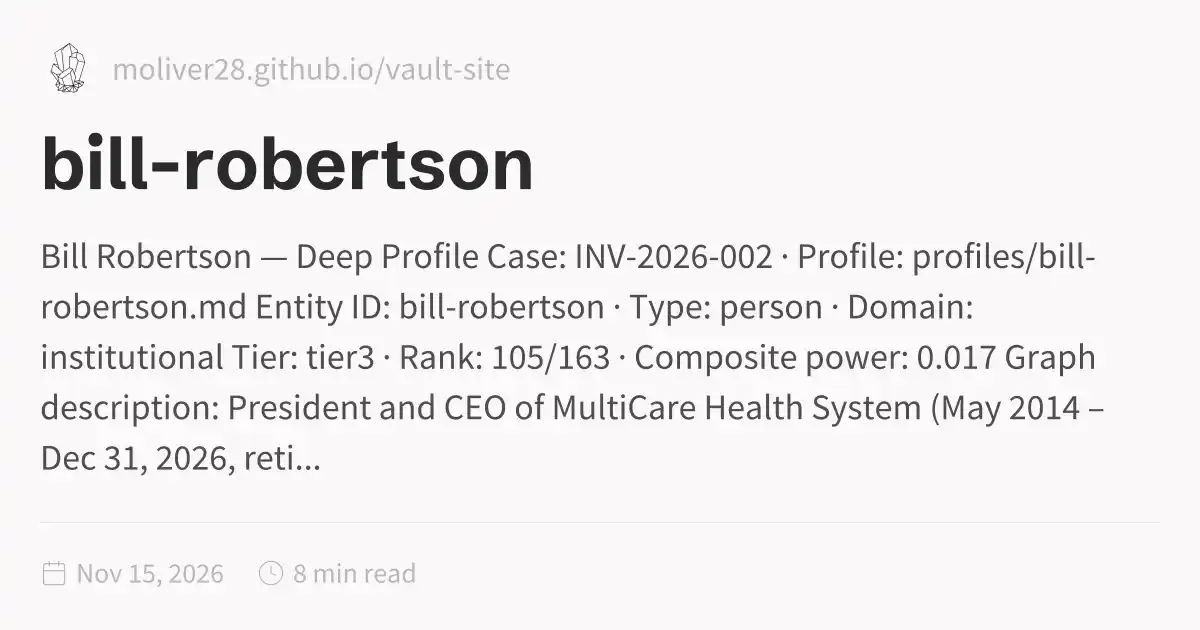 moliver28.github.io/vault-site
bill-robertson
Bill Robertson — Deep Profile Case: INV-2026-002 · Profile: profiles/bill-
robertson.md Entity ID: bill-robertson · Type: person · Domain:
institutional Tier: tier3 · Rank: 105/163 · Composite power: 0.017 Graph
description: President and CEO of MultiCare Health System (May 2014 –
Dec 31, 2026, reti...
Nov 15, 2026 8 min read